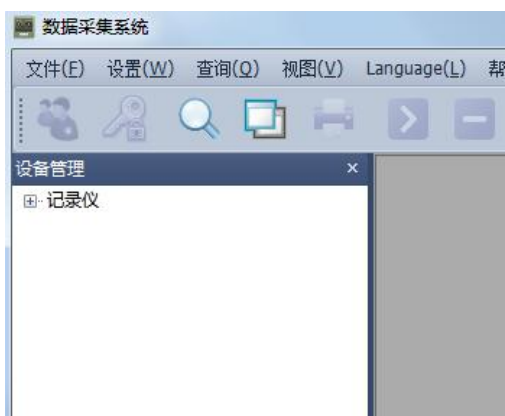 数据采集系统
文件(F) 设置(W) 查询(Q) 视图(V) Language(L) 帮
设备管理 ×
记录仪